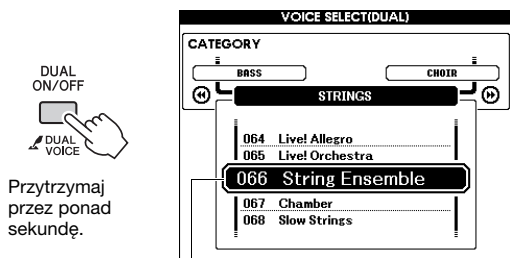 VOICE SELECT(DUAL)
CATEGORY
BASS
CHOIR
STRINGS
064 Live! Allegro
065 Live! Orchestra
066 String Ensemble
067 Chamber
068 Slow Strings
DUAL
ON/OFF
DUAL
VOICE
Przytrzymaj
przez ponad
sekundę.